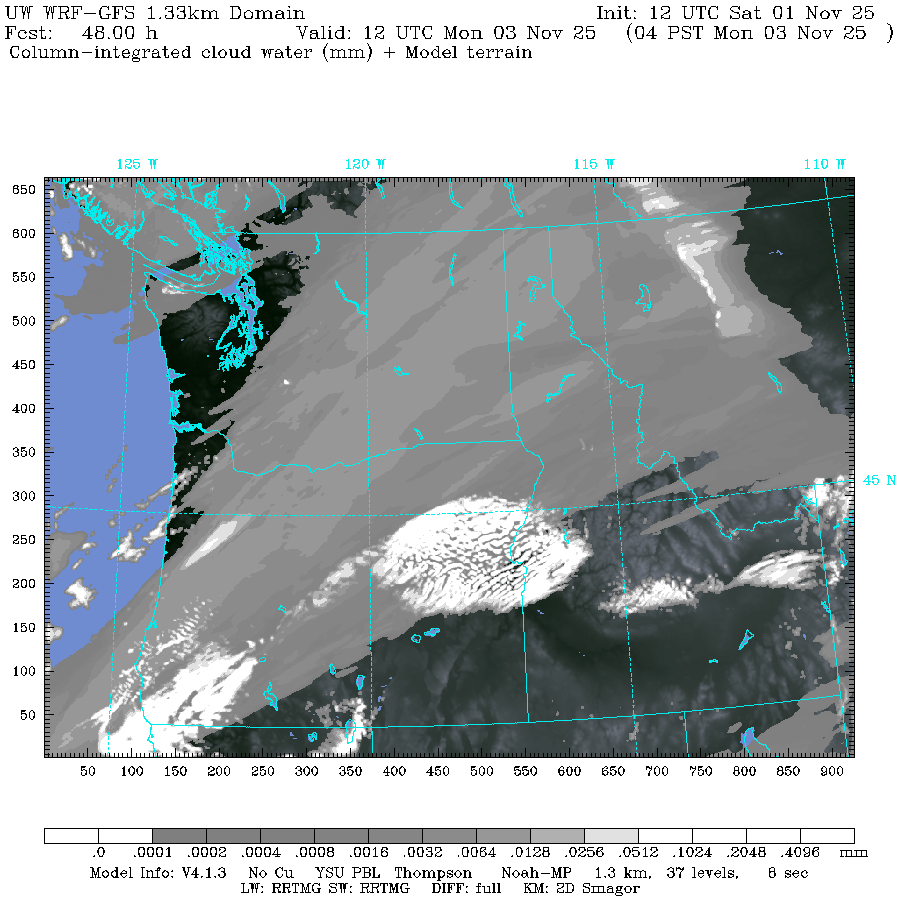 UW WRF-GFS 1.33km Domain Init: 12 UTC Sat 01 Nov 25
Fcst: 48.00 h Valid: 12 UTC Mon 03 Nov 25 (04 PST Mon 03 Nov 25 )
Column-integrated cloud water (mm) + Model terrain
125 W 120 W 115 W 110 W
650
600
550
500
450
400
350
300
250
200
150
100
50
45 N
50 100 150 200 250 300 350 400 450 500 550 600 650 700 750 800 850 900
.0 .0001 .0002 .0004 .0008 .0016 .0032 .0064 .0128 .0256 .0512 .1024 .2048 .4096 mm
Model Info: V4.1.3 No Cu YSU PBL Thompson Noah-MP 1.3 km, 37 levels, 8 sec
LW: RRTMG SW: RRTMG DIFF: full KM: 2D Smagor